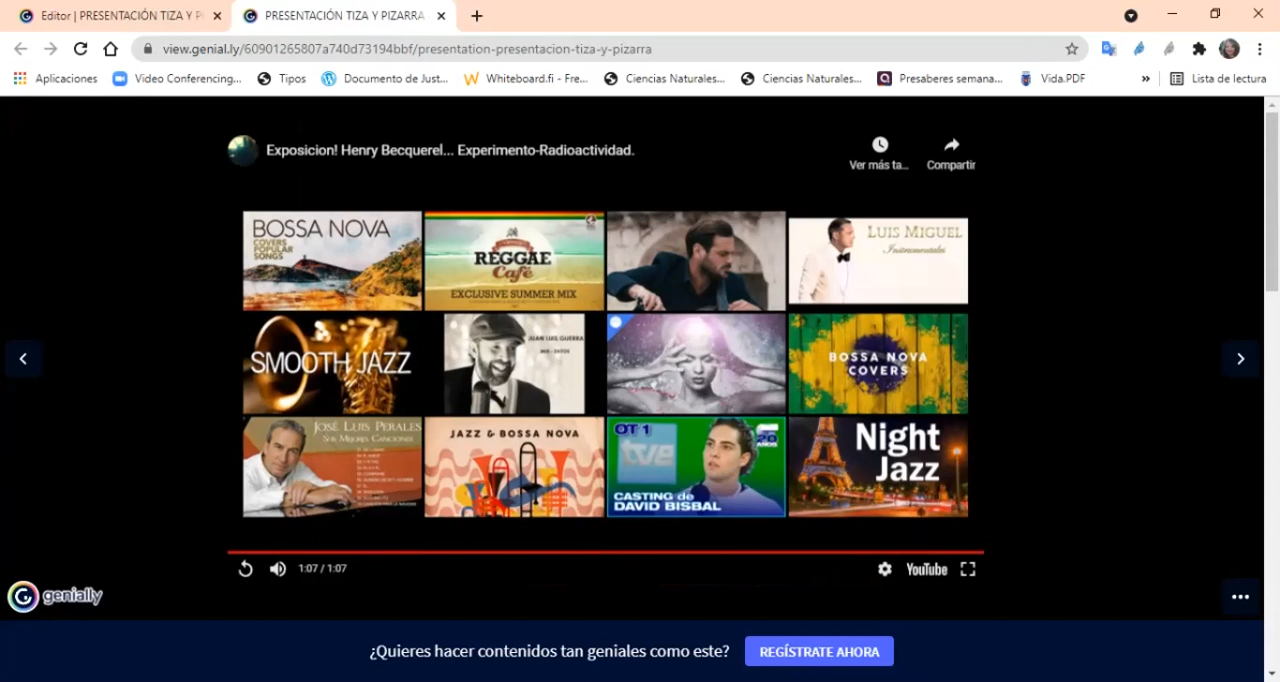 Editor | PRESENTACIÓN TIZA Y P
PRESENTACIÓN TIZA Y PIZARRA
view.genial.ly/60901265807a740d73194bbf/presentation-presentacion-tiza-y-pizarra
Aplicaciones
Video Conferencing...
Tipos
Documento de Just...
Whiteboard.fi - Fre...
Ciencias Naturales...
Ciencias Naturales...
Presaberes semana...
Vida.PDF
»
Lista de lectura
Exposicion! Henry Becquerel... Experimento-Radioactividad.
Ver más ta...
Compartir
BOSSA NOVA
COVERS
POPULAR
SONGS
REGGAE
Café
EXCLUSIVE SUMMER MIX
LUIS MIGUEL
Instrumentales
SMOOTH JAZZ
JUAN LUIS GUERRA
BOSSA NOVA
COVERS
JOSÉ LUIS PERALES
SUS MEJORES CANCIONES
JAZZ & BOSSA NOVA
OT 1
tve
20
AÑOS
CASTING de
DAVID BISBAL
Night
Jazz
1:07 / 1:07
YouTube
genially
¿Quieres hacer contenidos tan geniales como este?
REGÍSTRATE AHORA